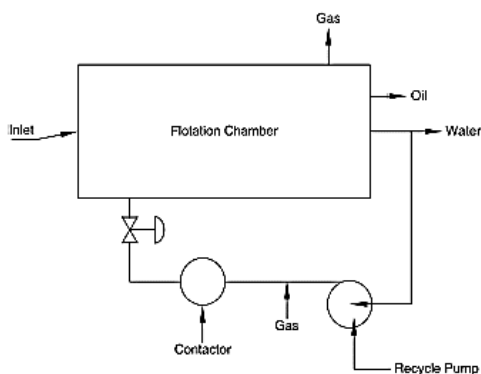 Gas
Oil
Inlet
Flotation Chamber
Water
Gas
Contactor
Recycle Pump